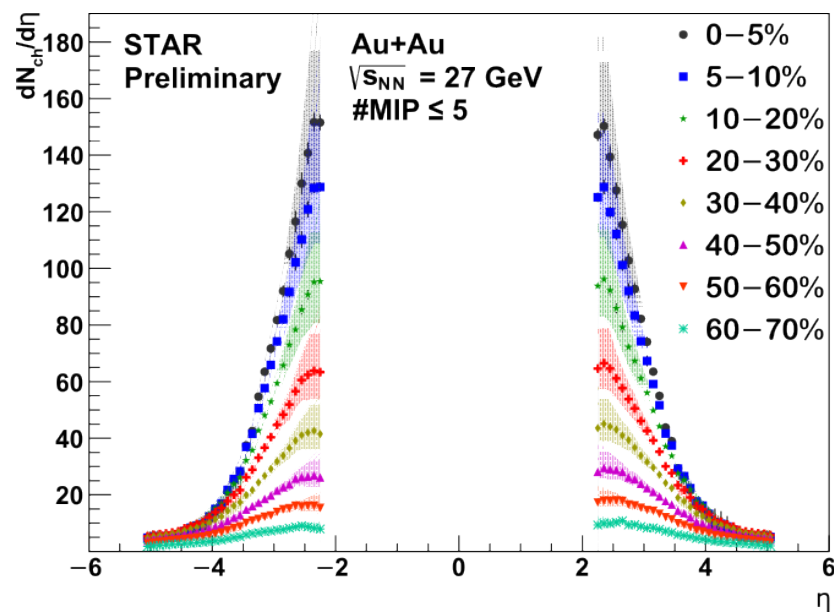 dN_ch/dη
180
160
140
120
100
80
60
40
20
STAR
Preliminary
Au+Au
√s_NN = 27 GeV
#MIP ≤ 5
0−5%
5−10%
10−20%
20−30%
30−40%
40−50%
50−60%
60−70%
−6 −4 −2 0 2 4 6
η